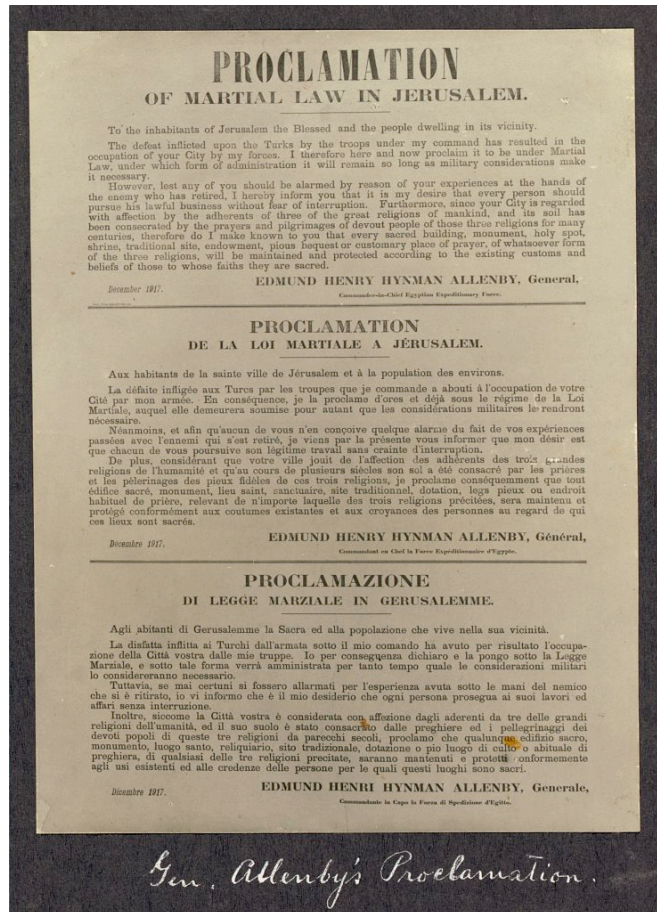 PROCLAMATION
OF MARTIAL LAW IN JERUSALEM.
To the inhabitants of Jerusalem the Blessed and the people dwelling in its vicinity.
The defeat inflicted upon the Turks by the troops under my command has resulted in the
occupation of your City by my forces. I therefore here and now proclaim it to be under Martial
Law, under which form of administration it will remain so long as military considerations make
it necessary.
However, lest any of you should be alarmed by reason of your experiences at the hands of
the enemy who has retired, I hereby inform you that it is my desire that every person should
pursue his lawful business without fear of interruption. Furthermore, since your City is regarded
with affection by the adherents of three of the great religions of mankind, and its soil has
been consecrated by the prayers and pilgrimages of devout people of those three religions for many
centuries, therefore do I make known to you that every sacred building, monument, holy spot,
shrine, traditional site, endowment, pious bequest or customary place of prayer, of whatsoever form
of the three religions, will be maintained and protected according to the existing customs and
beliefs of those to whose faiths they are sacred.
EDMUND HENRY HYNMAN ALLENBY, General,
December 1917.
Commander-in-Chief Egyptian Expeditionary Force.
PROCLAMATION
DE LA LOI MARTIALE A JÉRUSALEM.
Aux habitants de la sainte ville de Jérusalem et à la population des environs.
La défaite infligée aux Turcs par les troupes que je commande a abouti à l'occupation de votre
Cité par mon armée. En conséquence, je la proclame d'ores et déjà sous le régime de la Loi
Martiale, auquel elle demeurera soumise pour autant que les considérations militaires le rendront
nécessaire.
Néanmoins, et afin qu'aucun de vous n'en conçoive quelque alarme du fait de vos expériences
passées avec l'ennemi qui s'est retiré, je viens par la présente vous informer que mon désir est
que chacun de vous poursuive son légitime travail sans crainte d'interruption.
De plus, considérant que votre ville jouit de l'affection des adhérents des trois grandes
religions de l'humanité et qu'au cours de plusieurs siècles son sol a été consacré par les prières
et les pèlerinages des pieux fidèles de ces trois religions, je proclame conséquemment que tout
édifice sacré, monument, lieu saint, sanctuaire, site traditionnel, dotation, legs pieux ou endroit
habituel de prière, relevant de n'importe laquelle des trois religions précitées, sera maintenu et
protégé conformément aux coutumes existantes et aux croyances des personnes au regard de qui
ces lieux sont sacrés.
EDMUND HENRY HYNMAN ALLENBY, Général,
Décembre 1917.
Commandant en Chef la Force Expéditionnaire d'Egypte.
PROCLAMAZIONE
DI LEGGE MARZIALE IN GERUSALEMME.
Agli abitanti di Gerusalemme la Sacra ed alla popolazione che vive nella sua vicinità.
La disfatta inflitta ai Turchi dall'armata sotto il mio comando ha avuto per risultato l'occupa-
zione della Città vostra dalle mie truppe. Io per conseguenza dichiaro e la pongo sotto la Legge
Marziale, e sotto tale forma verrà amministrata per tanto tempo quale le considerazioni militari
lo considereranno necessario.
Tuttavia, se mai certuni si fossero allarmati per l'esperienza avuta sotto le mani del nemico
che si è ritirato, io vi informo che è il mio desiderio che ogni persona prosegua ai suoi lavori ed
affari senza interruzione.
Inoltre, siccome la Città vostra è considerata con affezione dagli aderenti da tre delle grandi
religioni dell'umanità, ed il suo suolo è stato consacrato dalle preghiere ed i pellegrinaggi dei
devoti popoli di queste tre religioni da parecchi secoli, proclamo che qualunque edifizio sacro,
monumento, luogo santo, reliquiario, sito tradizionale, dotazione o pio luogo di culto o abituale di
preghiera, di qualsiasi delle tre religioni precitate, saranno mantenuti e protetti conformemente
agli usi esistenti ed alle credenze delle persone per le quali questi luoghi sono sacri.
EDMUND HENRI HYNMAN ALLENBY, Generale,
Dicembre 1917.
Commandante in Capo la Forza di Spedizione d'Egitto.
Gen. Allenby's Proclamation.